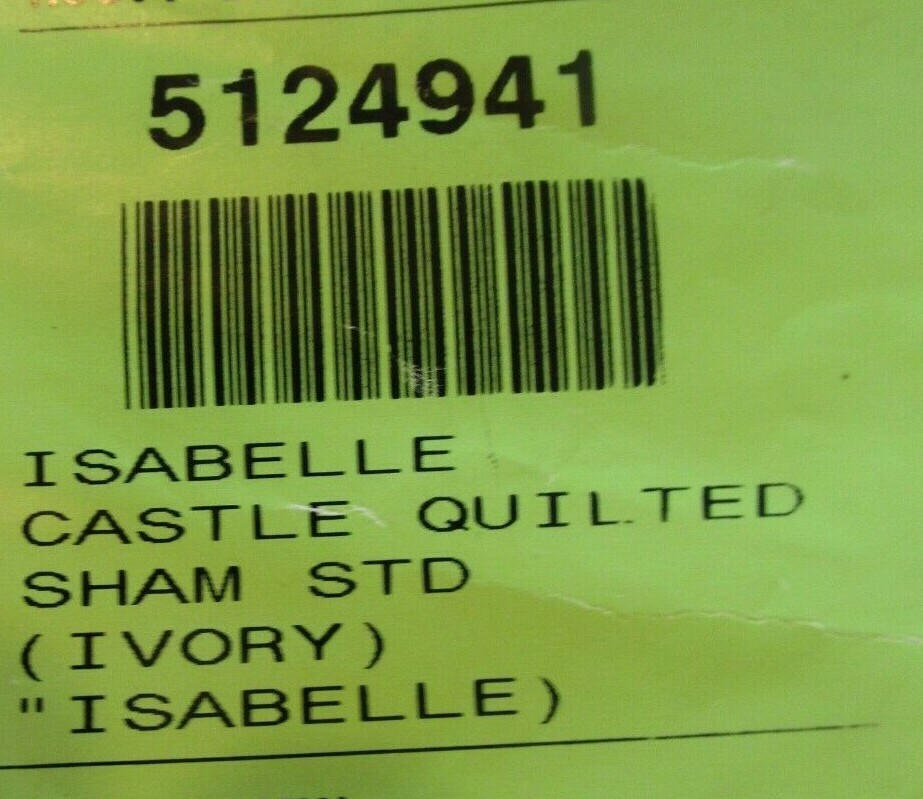 5124941
ISABELLE
CASTLE QUILTED
SHAM STD
(IVORY)
"ISABELLE)